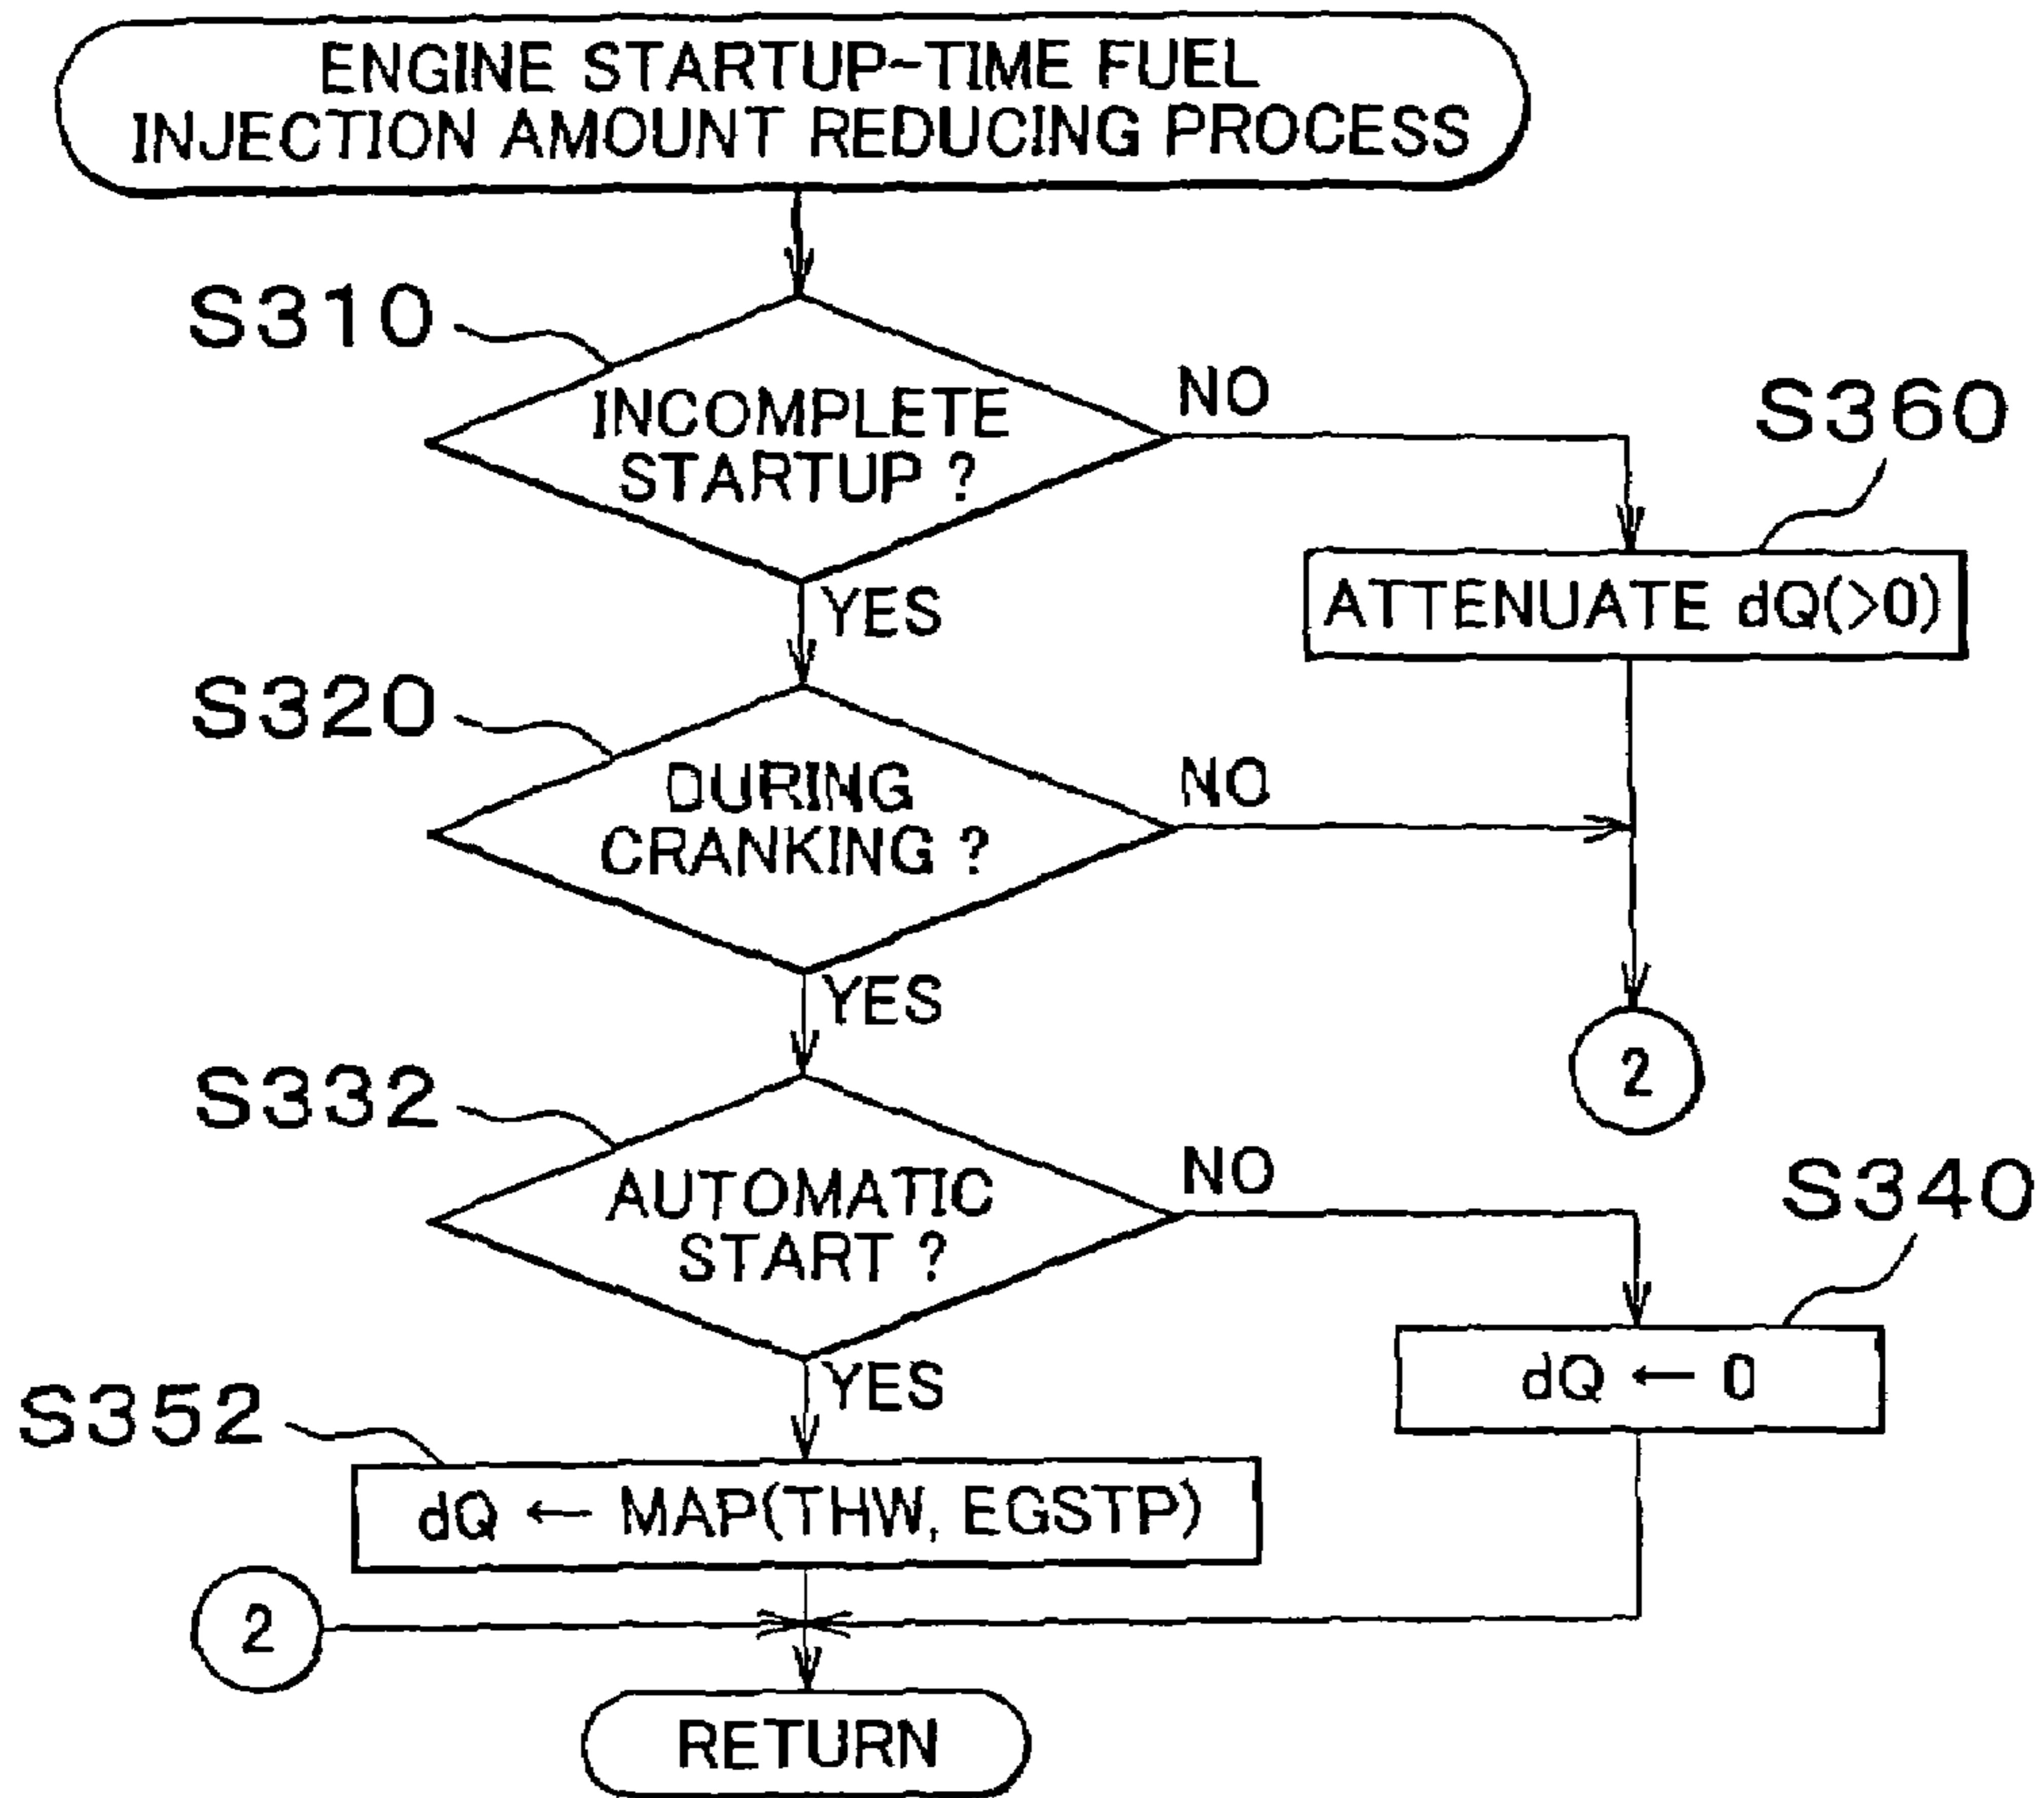 ENGINE STARTUP-TIME FUEL
INJECTION AMOUNT REDUCING PROCESS
S310
INCOMPLETE
STARTUP ?
NO
S360
ATTENUATE dQ(>0)
YES
S320
DURING
CRANKING ?
NO
YES
2
S332
AUTOMATIC
START ?
NO
S340
dQ ← 0
YES
S352
dQ ← MAP(THW, EGSTP)
2
RETURN